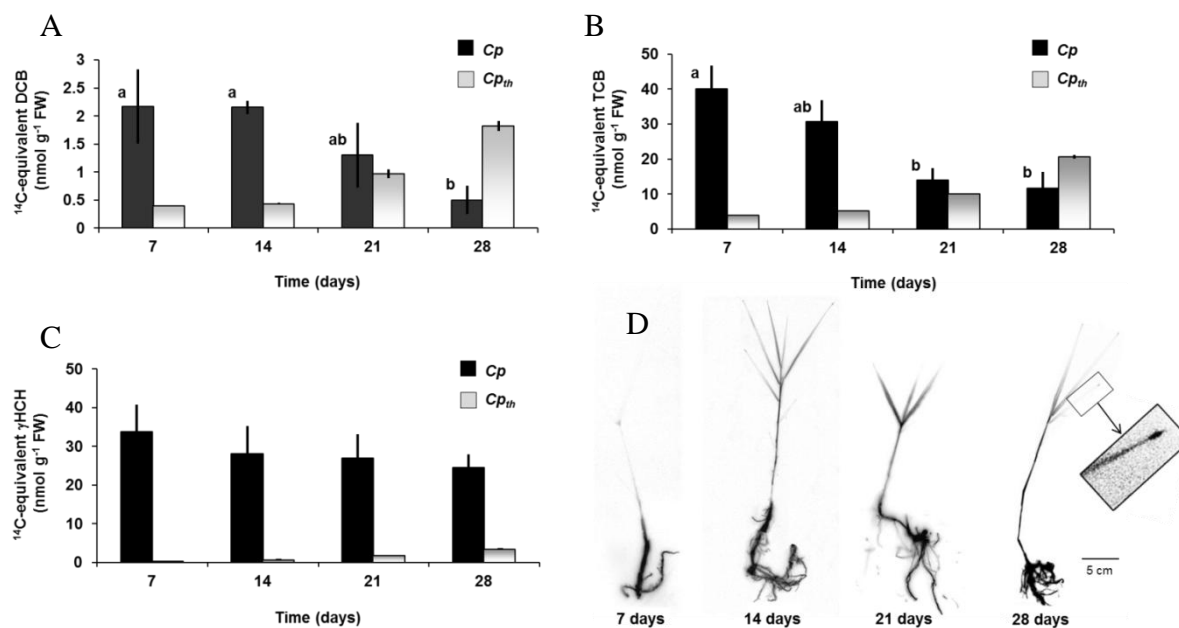 A
¹⁴C-equivalent DCB
(nmol g⁻¹ FW)
3
2.5
2
1.5
1
0.5
0
a
a
ab
b
Cp
Cpth
7
14
21
28
Time (days)
B
¹⁴C-equivalent TCB
(nmol g⁻¹ FW)
50
40
30
20
10
0
a
ab
b
b
Cp
Cpth
7
14
21
28
Time (days)
C
¹⁴C-equivalent γHCH
(nmol g⁻¹ FW)
50
40
30
20
10
0
Cp
Cpth
7
14
21
28
Time (days)
D
5 cm
7 days
14 days
21 days
28 days